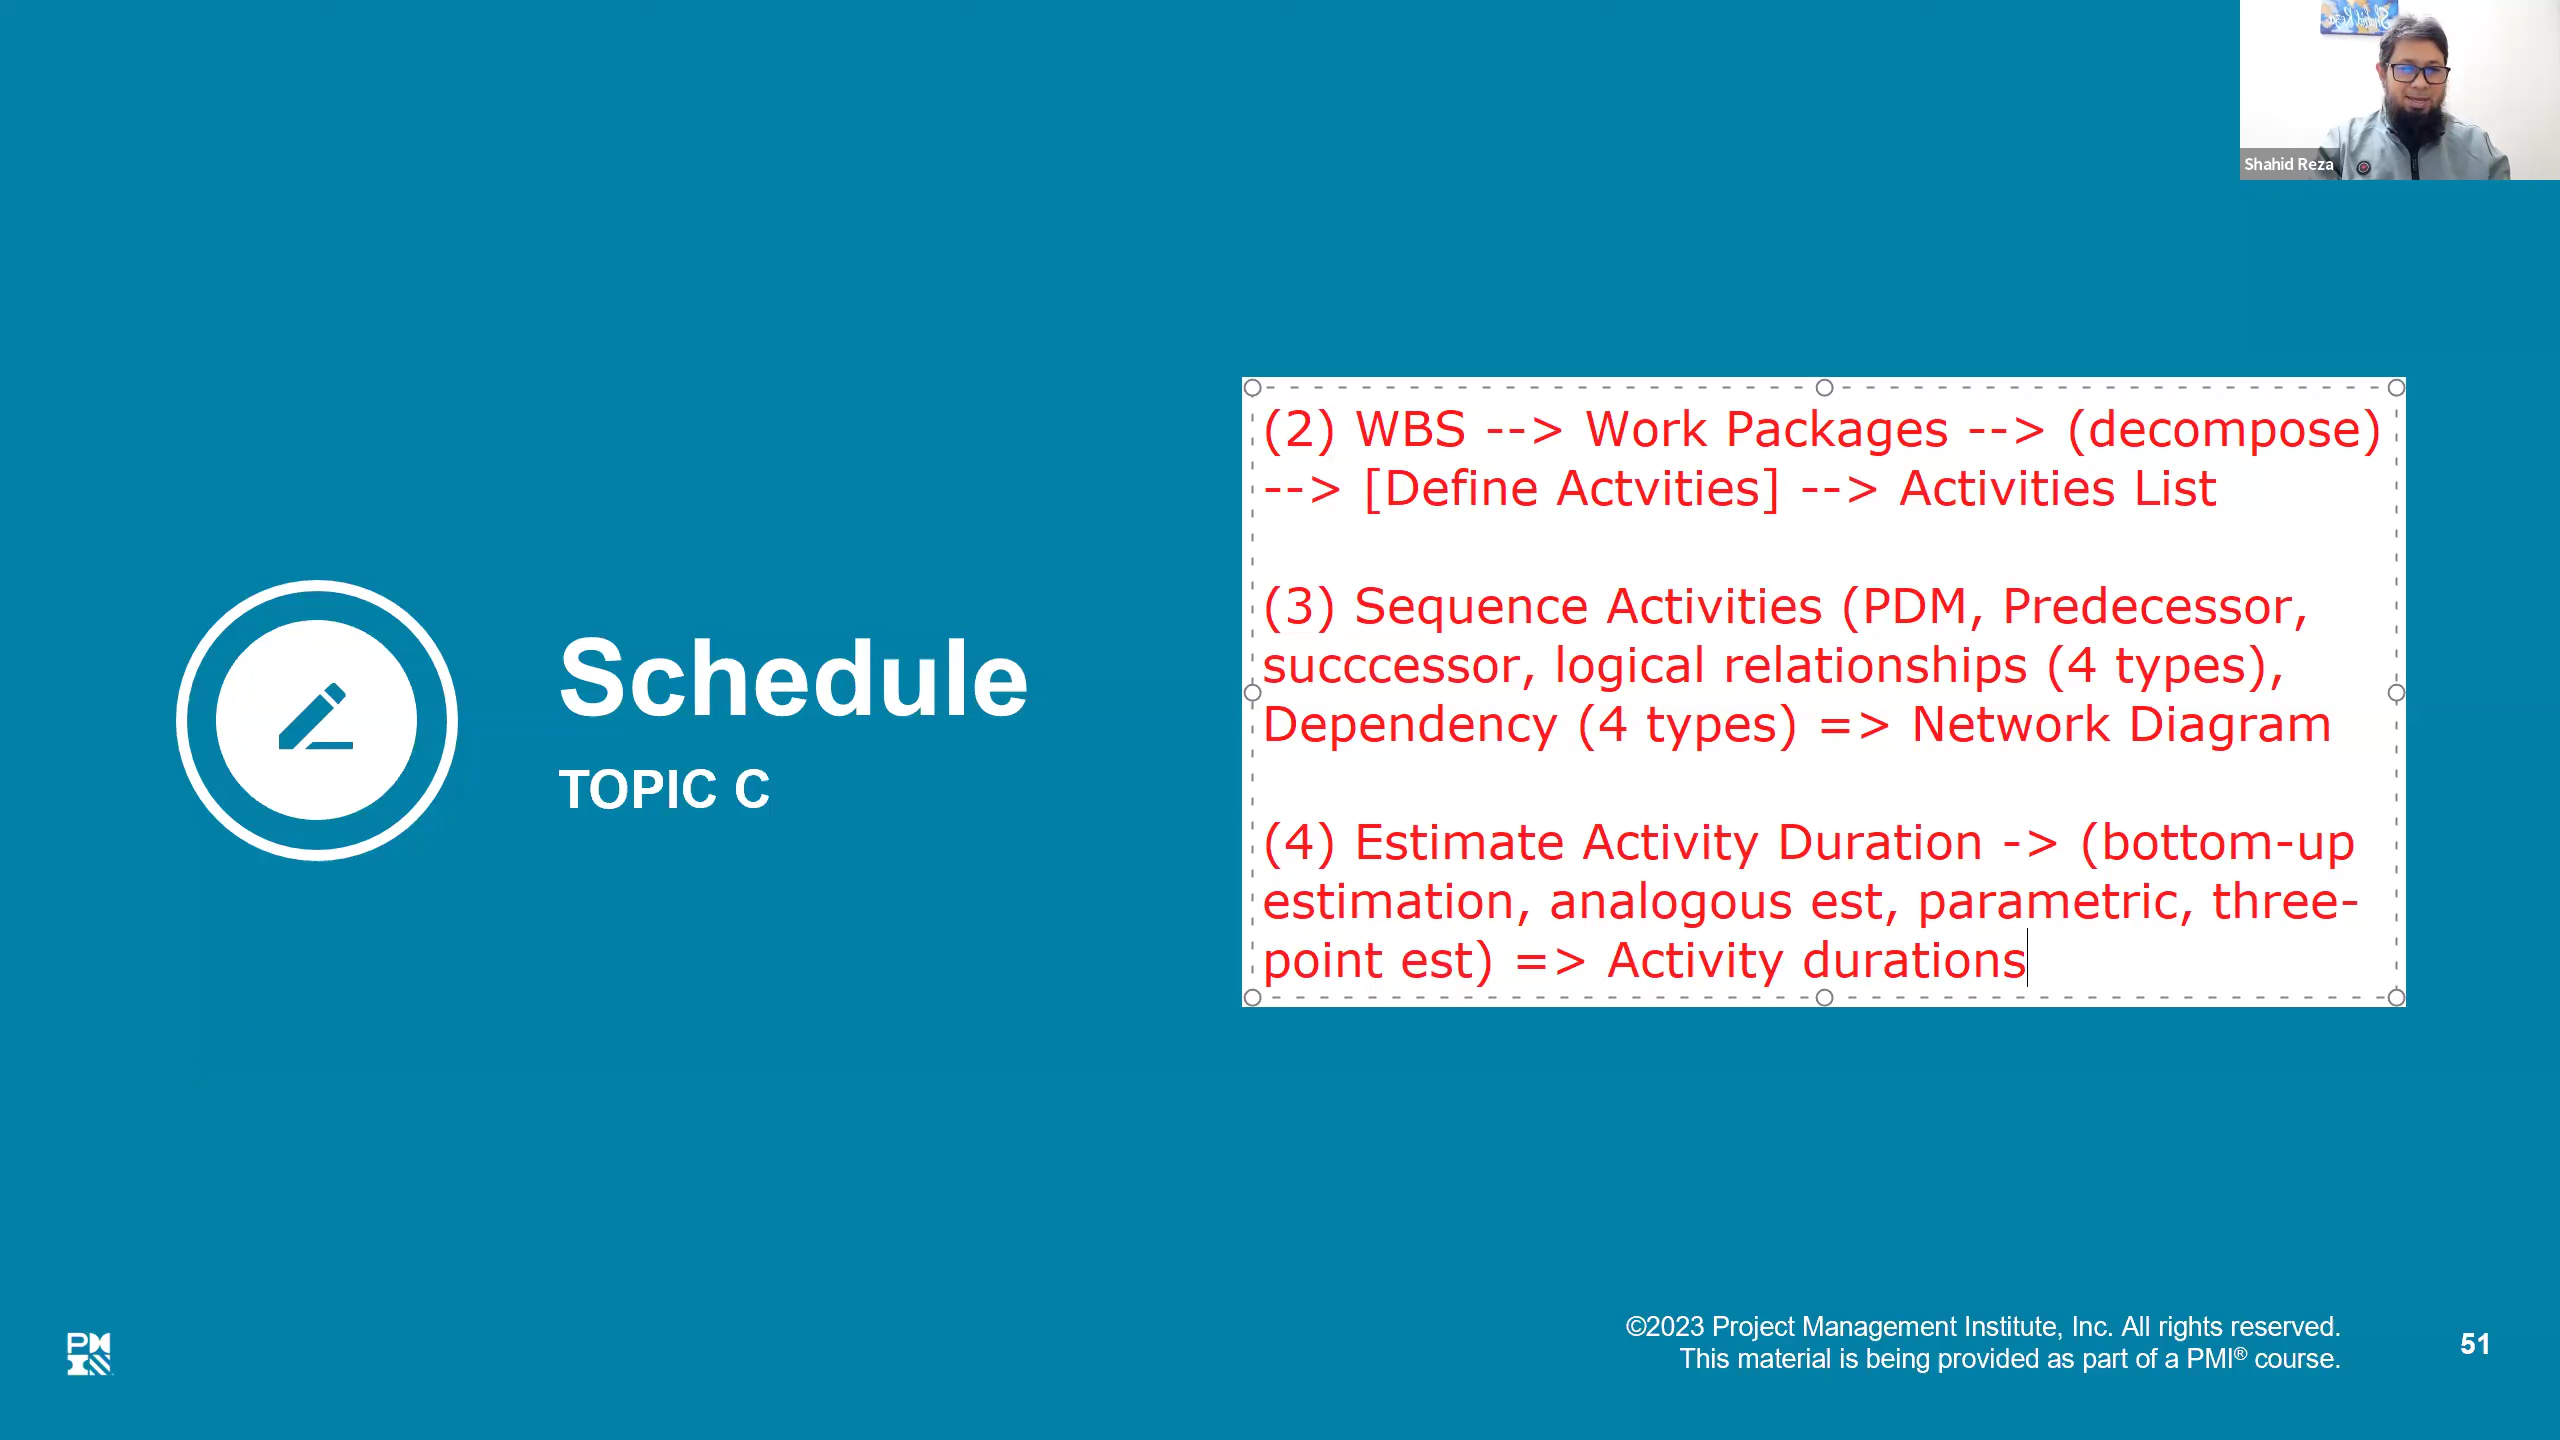 Shahid Reza
(2) WBS --> Work Packages --> (decompose)
--> [Define Actvities] --> Activities List
(3) Sequence Activities (PDM, Predecessor,
succcessor, logical relationships (4 types),
Dependency (4 types) => Network Diagram
(4) Estimate Activity Duration -> (bottom-up
estimation, analogous est, parametric, three-
point est) => Activity durations
Schedule
TOPIC C
©2023 Project Management Institute, Inc. All rights reserved.
This material is being provided as part of a PMI® course.
51